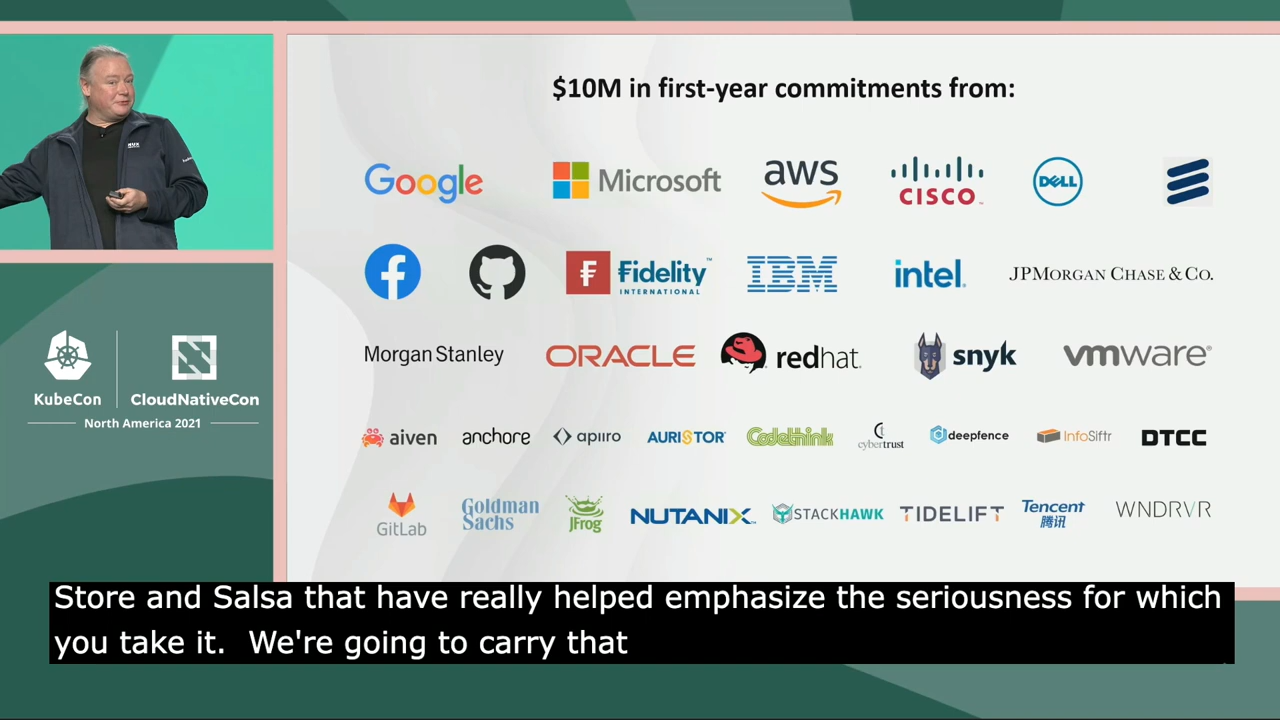 $10M in first-year commitments from:
Google Microsoft aws CISCO DELL
Fidelity INTERNATIONAL IBM intel JPMORGAN CHASE & CO.
Morgan Stanley ORACLE redhat snyk vmware
aiven anchore apiiro AURISTOR Codethink cybertrust deepfence InfoSiftr DTCC
GitLab Goldman Sachs JFrog NUTANIX STACKHAWK TIDELIFT Tencent 腾讯 WNDRVR
KubeCon CloudNativeCon
North America 2021
Store and Salsa that have really helped emphasize the seriousness for which
you take it. We're going to carry that